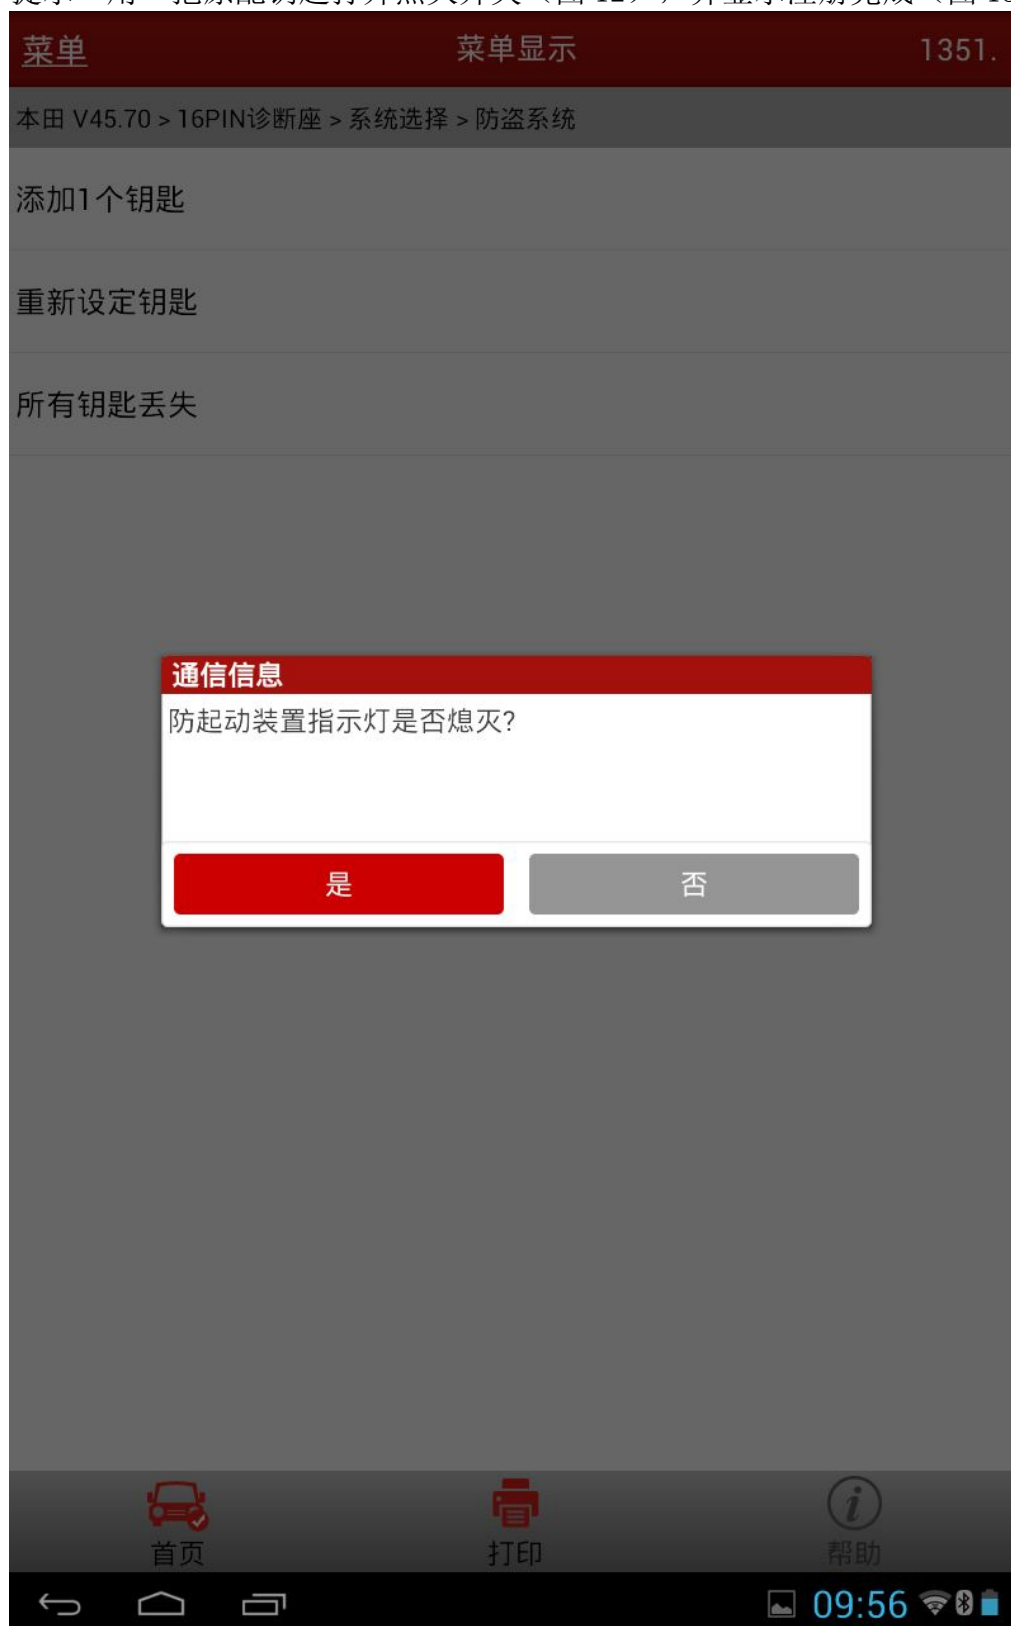 菜单
菜单显示
1351.
本田 V45.70 > 16PIN诊断座 > 系统选择 > 防盗系统
添加1个钥匙
重新设定钥匙
所有钥匙丢失
通信信息
防起动装置指示灯是否熄灭?
是
否
首页
打印
帮助
09:56